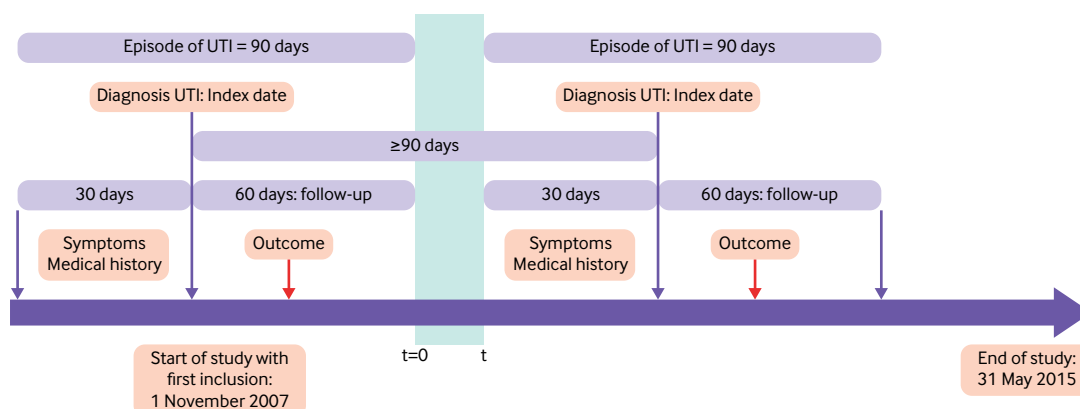 Episode of UTI = 90 days
Episode of UTI = 90 days
Diagnosis UTI: Index date
Diagnosis UTI: Index date
≥90 days
30 days
60 days: follow-up
30 days
60 days: follow-up
Symptoms
Medical history
Outcome
Symptoms
Medical history
Outcome
t=0
t
Start of study with
first inclusion:
1 November 2007
End of study:
31 May 2015